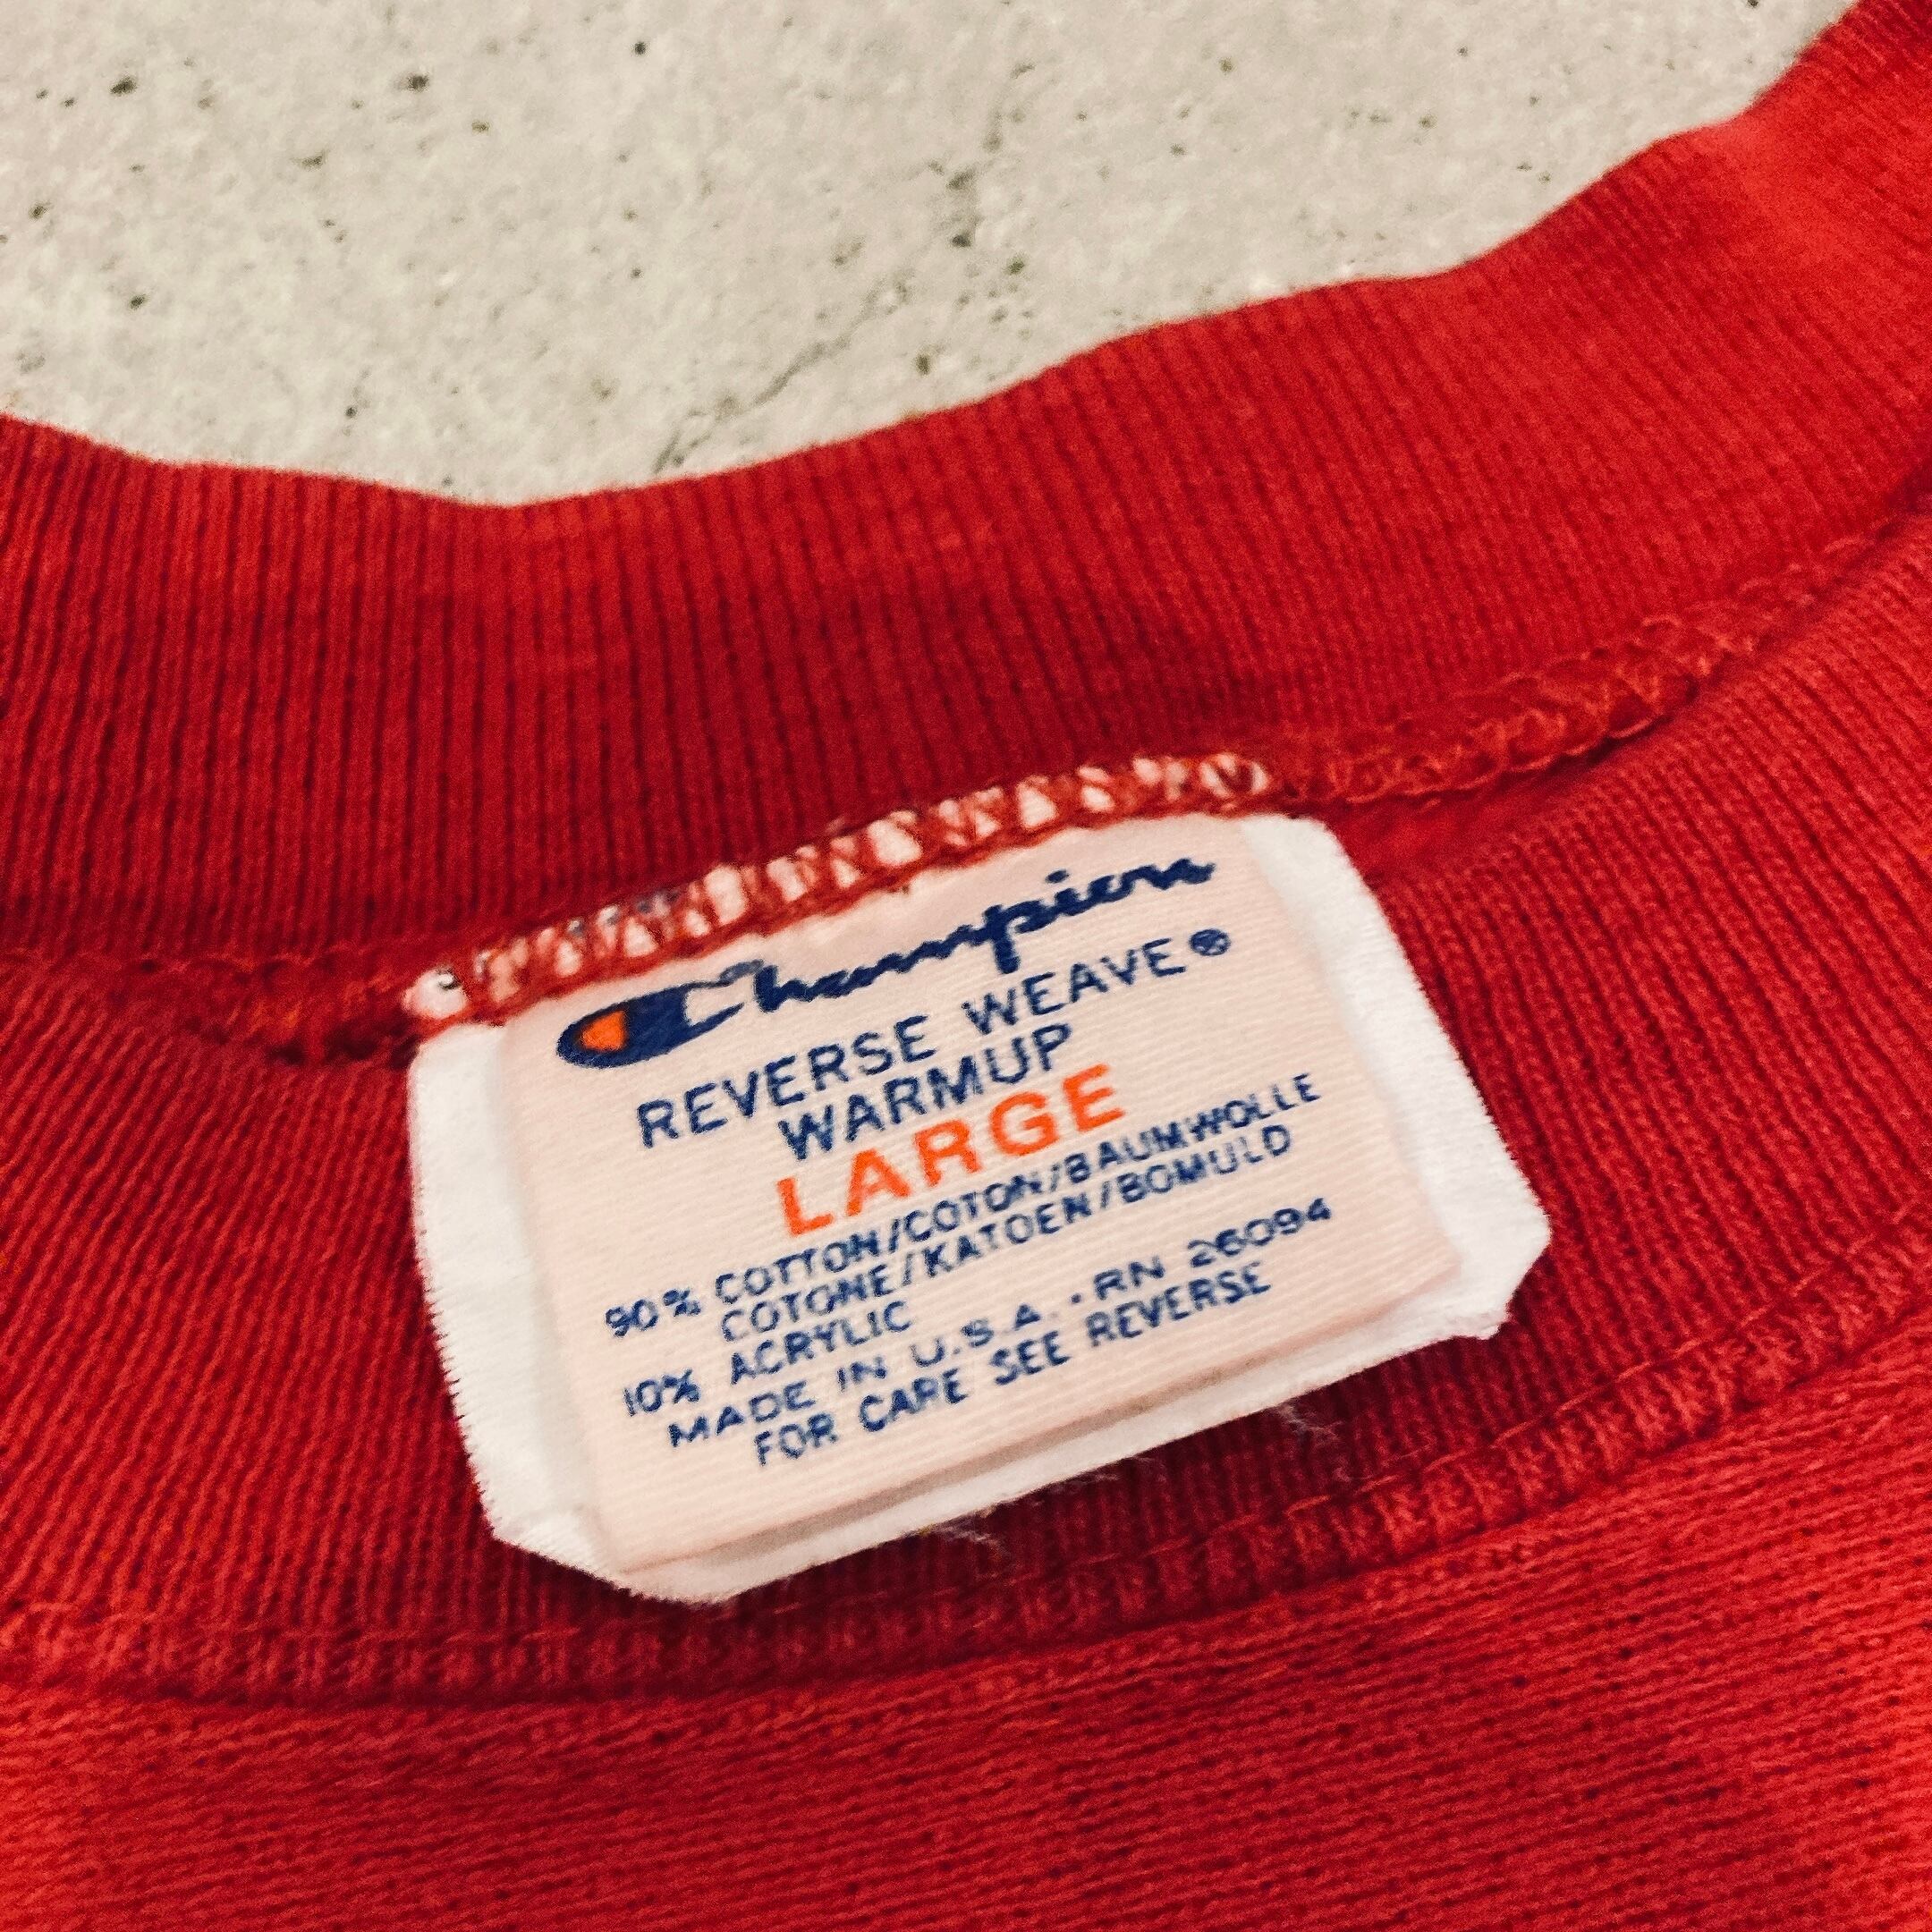 Champion
REVERSE WEAVE®
WARMUP
LARGE
90% COTTON/COTON/BAUMWOLLE
COTONE/KATOEN/BOMULD
10% ACRYLIC
MADE IN U.S.A. · RN 26094
FOR CARE SEE REVERSE